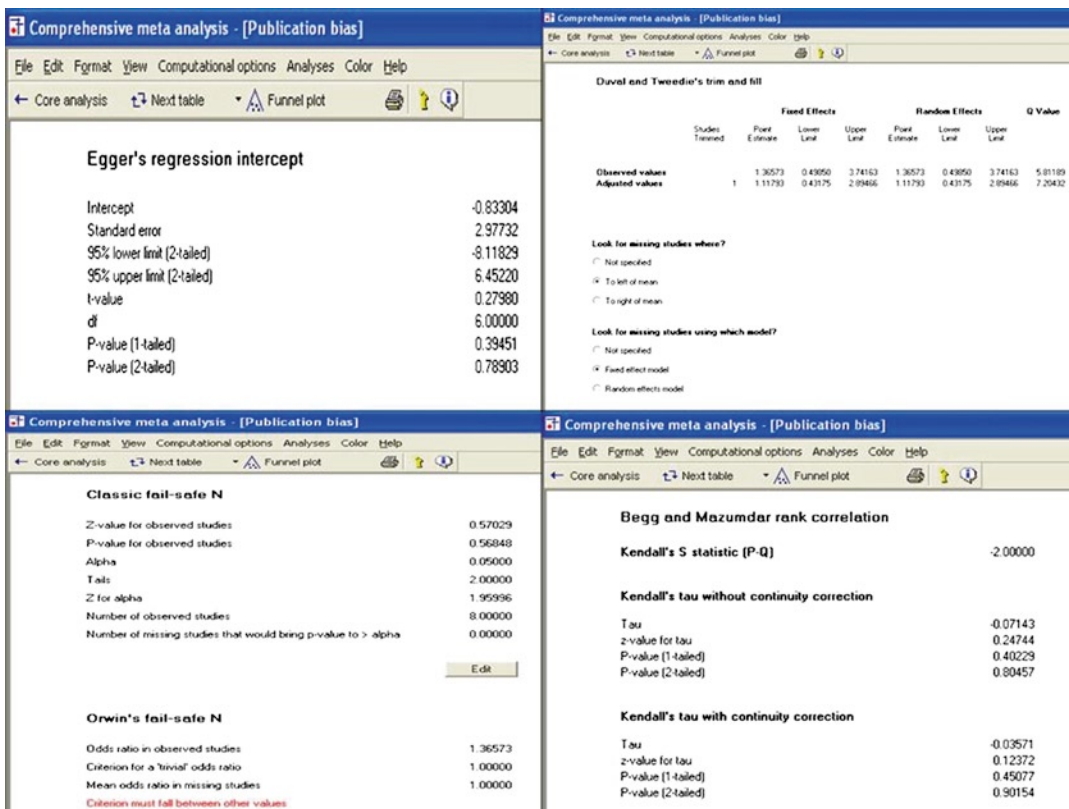 Comprehensive meta analysis - [Publication bias]
File Edit Format View Computational options Analyses Color Help
← Core analysis Next table Funnel plot
Egger's regression intercept
Intercept -0.83304
Standard error 2.97732
95% lower limit (2-tailed) -8.11829
95% upper limit (2-tailed) 6.45220
t-value 0.27980
df 6.00000
P-value (1-tailed) 0.39451
P-value (2-tailed) 0.78903
Comprehensive meta analysis - [Publication bias]
File Edit Format View Computational options Analyses Color Help
← Core analysis Next table Funnel plot
Duval and Tweedie's trim and fill
Fixed Effects Random Effects Q Value
Studies Point Lower Upper Point Lower Upper
Trimmed Estimate Limit Limit Estimate Limit Limit
Observed values 1.36573 0.49850 3.74163 1.36573 0.49850 3.74163 5.81189
Adjusted values 1 1.11793 0.43175 2.89466 1.11793 0.43175 2.89466 7.20432
Look for missing studies where?
Not specified
To left of mean
To right of mean
Look for missing studies using which model?
Not specified
Fixed effect model
Random effects model
Comprehensive meta analysis - [Publication bias]
File Edit Format View Computational options Analyses Color Help
← Core analysis Next table Funnel plot
Classic fail-safe N
Z-value for observed studies 0.57029
P-value for observed studies 0.56848
Alpha 0.05000
Tails 2.00000
Z for alpha 1.95996
Number of observed studies 8.00000
Number of missing studies that would bring p-value to > alpha 0.00000
Edit
Orwin's fail-safe N
Odds ratio in observed studies 1.36573
Criterion for a 'trivial' odds ratio 1.00000
Mean odds ratio in missing studies 1.00000
Criterion must fall between other values
Comprehensive meta analysis - [Publication bias]
File Edit Format View Computational options Analyses Color Help
← Core analysis Next table Funnel plot
Begg and Mazumdar rank correlation
Kendall's S statistic (P-Q) -2.00000
Kendall's tau without continuity correction
Tau -0.07143
z-value for tau 0.24744
P-value (1-tailed) 0.40229
P-value (2-tailed) 0.80457
Kendall's tau with continuity correction
Tau -0.03571
z-value for tau 0.12372
P-value (1-tailed) 0.45077
P-value (2-tailed) 0.90154